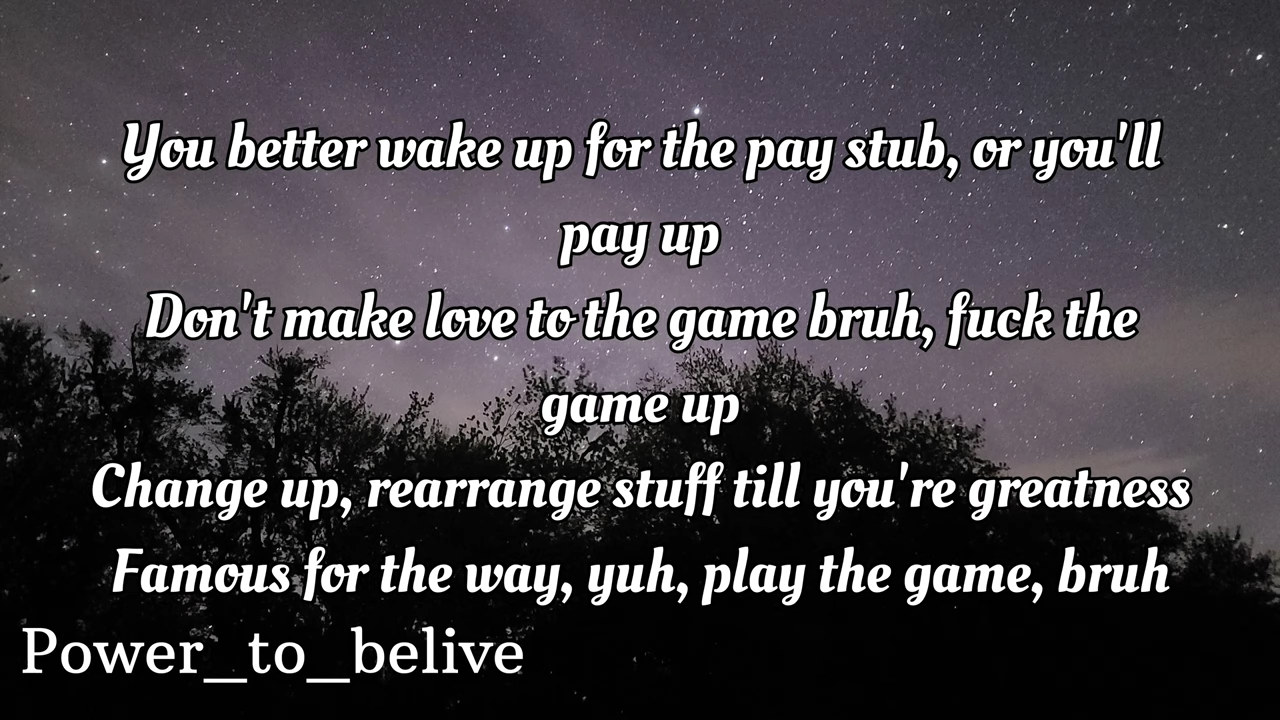 You better wake up for the pay stub, or you'll
pay up
Don't make love to the game bruh, fuck the
game up
Change up, rearrange stuff till you're greatness
Famous for the way, yuh, play the game, bruh
Power_to_belive